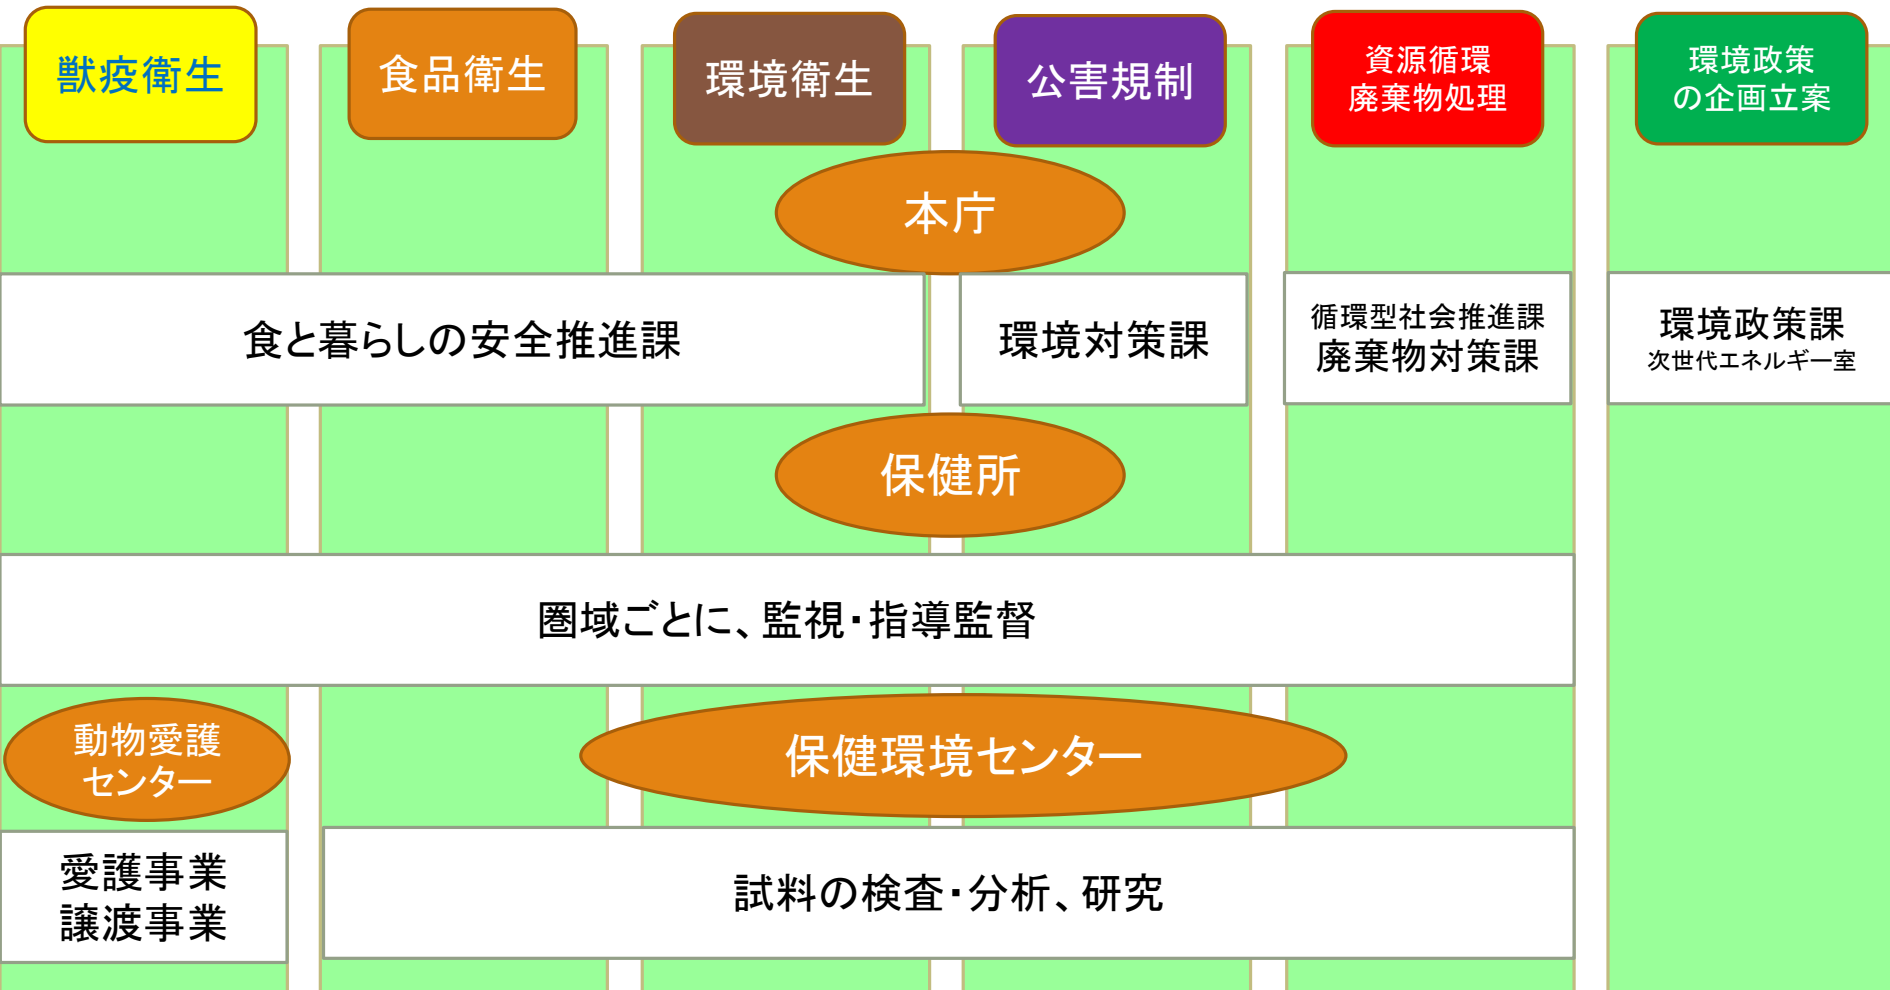 獣疫衛生
食品衛生
環境衛生
公害規制
資源循環
廃棄物処理
環境政策
の企画立案
本庁
食と暮らしの安全推進課
環境対策課
循環型社会推進課
廃棄物対策課
環境政策課
次世代エネルギー室
保健所
圏域ごとに、監視・指導監督
動物愛護
センター
保健環境センター
愛護事業
譲渡事業
試料の検査・分析、研究